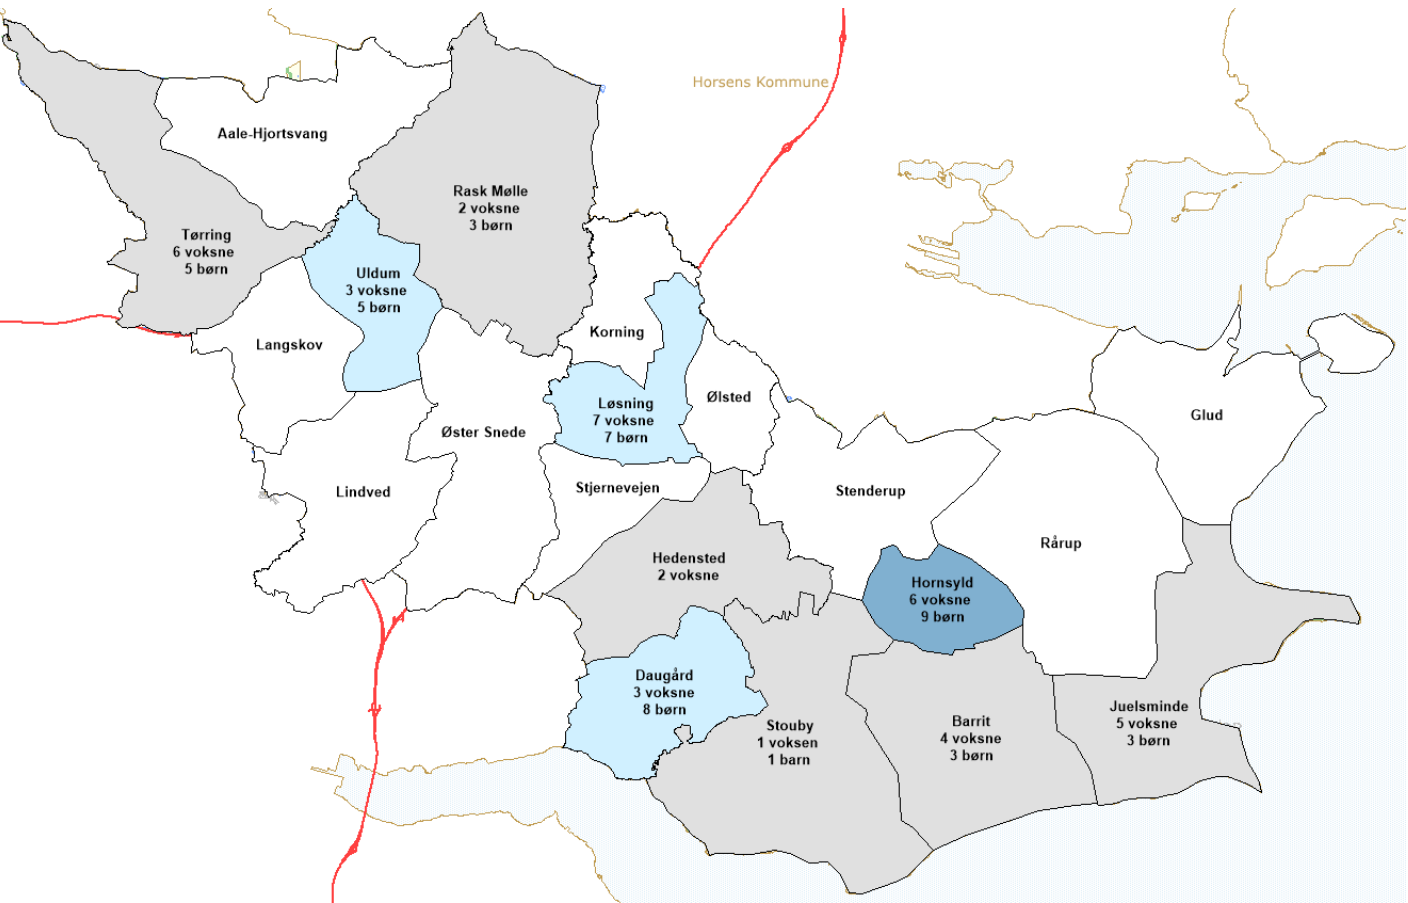 Horsens Kommune
Aale-Hjortsvang
Rask Mølle
2 voksne
3 børn
Tørring
6 voksne
5 børn
Uldum
3 voksne
5 børn
Langskov
Korning
Løsning
7 voksne
7 børn
Ølsted
Glud
Øster Snede
Lindved
Stjernevejen
Stenderup
Rårup
Hedensted
2 voksne
Hornsyld
6 voksne
9 børn
Daugård
3 voksne
8 børn
Stouby
1 voksen
1 barn
Barrit
4 voksne
3 børn
Juelsminde
5 voksne
3 børn